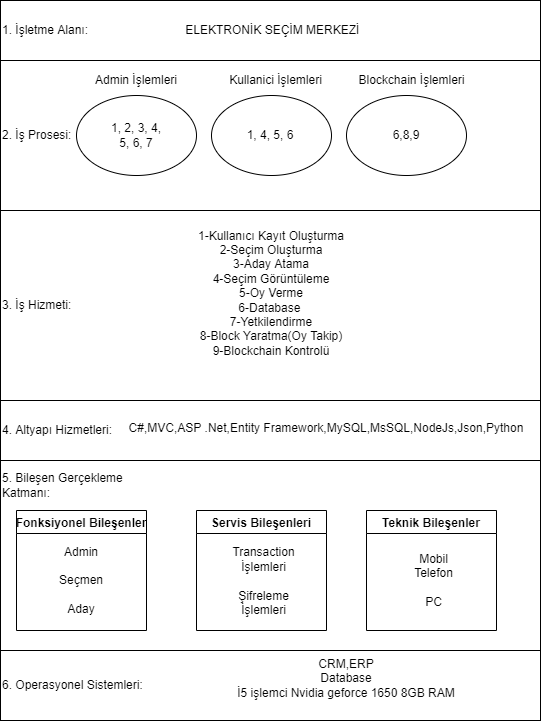 1. İşletme Alanı:
ELEKTRONİK SEÇİM MERKEZİ
Admin İşlemleri
Kullanici İşlemleri
Blockchain İşlemleri
2. İş Prosesi:
1, 2, 3, 4,
5, 6, 7
1, 4, 5, 6
6,8,9
3. İş Hizmeti:
1-Kullanıcı Kayıt Oluşturma
2-Seçim Oluşturma
3-Aday Atama
4-Seçim Görüntüleme
5-Oy Verme
6-Database
7-Yetkilendirme
8-Block Yaratma(Oy Takip)
9-Blockchain Kontrolü
4. Altyapı Hizmetleri:
C#,MVC,ASP .Net,Entity Framework,MySQL,MsSQL,NodeJs,Json,Python
5. Bileşen Gerçekleme
Katmanı:
Fonksiyonel Bileşenler
Admin
Seçmen
Aday
Servis Bileşenleri
Transaction
İşlemleri
Şifreleme
İşlemleri
Teknik Bileşenler
Mobil
Telefon
PC
6. Operasyonel Sistemleri:
CRM,ERP
Database
İ5 işlemci Nvidia geforce 1650 8GB RAM